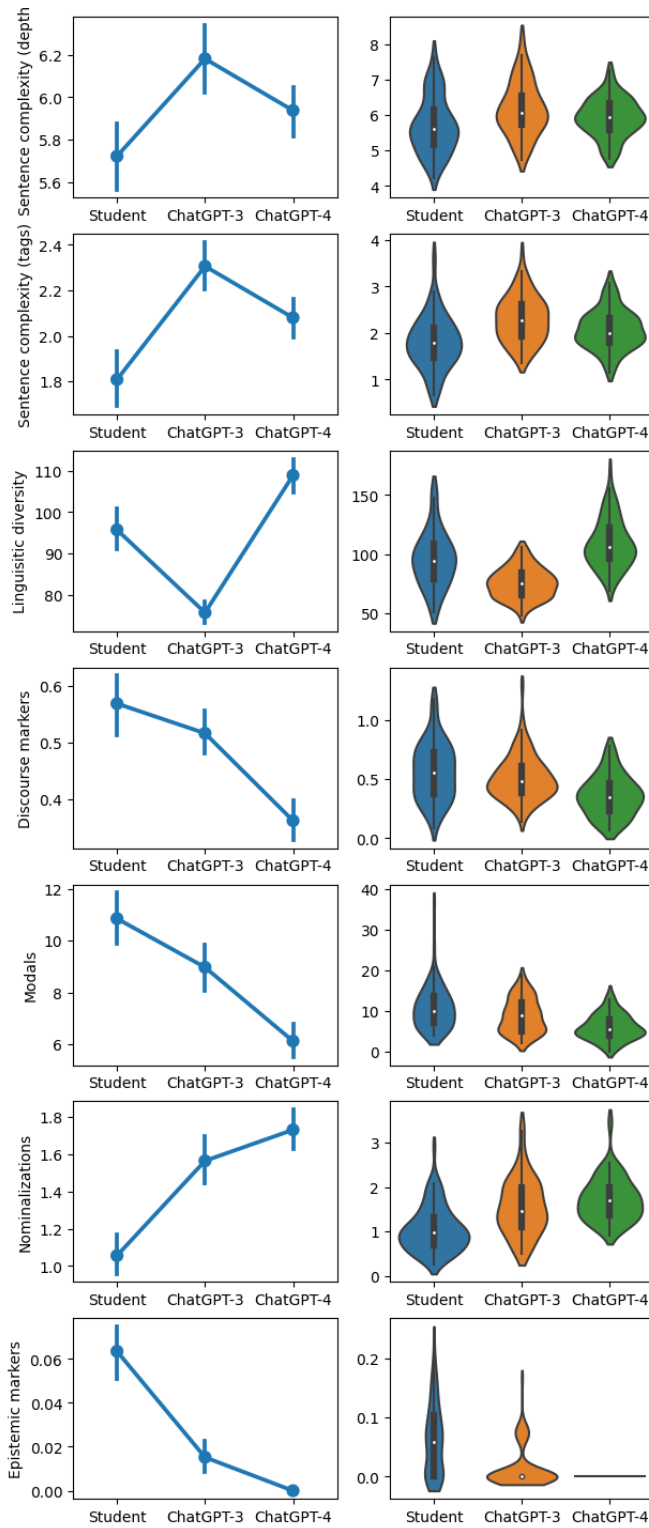 Sentence complexity (depth
6.2
6.0
5.8
5.6
Student ChatGPT-3 ChatGPT-4
8
7
6
5
4
Student ChatGPT-3 ChatGPT-4
Sentence complexity (tags)
2.4
2.2
2.0
1.8
Student ChatGPT-3 ChatGPT-4
4
3
2
1
Student ChatGPT-3 ChatGPT-4
Linguisitic diversity
110
100
90
80
Student ChatGPT-3 ChatGPT-4
150
100
50
Student ChatGPT-3 ChatGPT-4
Discourse markers
0.6
0.5
0.4
Student ChatGPT-3 ChatGPT-4
1.0
0.5
0.0
Student ChatGPT-3 ChatGPT-4
Modals
12
10
8
6
Student ChatGPT-3 ChatGPT-4
40
30
20
10
0
Student ChatGPT-3 ChatGPT-4
Nominalizations
1.8
1.6
1.4
1.2
1.0
Student ChatGPT-3 ChatGPT-4
3
2
1
0
Student ChatGPT-3 ChatGPT-4
Epistemic markers
0.06
0.04
0.02
0.00
Student ChatGPT-3 ChatGPT-4
0.2
0.1
0.0
Student ChatGPT-3 ChatGPT-4